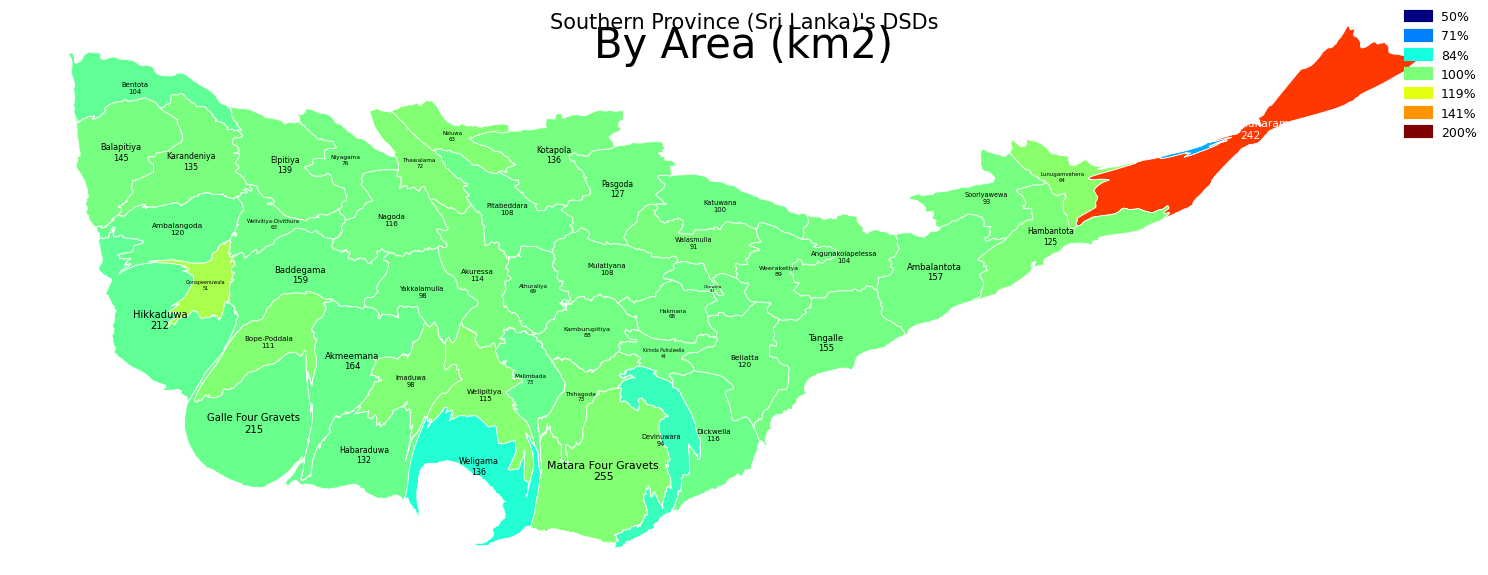 Southern Province (Sri Lanka)'s DSDs
By Area (km2)
50%
71%
84%
100%
119%
141%
200%
Bentota
104
Balapitiya
145
Karandeniya
135
Elpitiya
139
Niyagama
76
Thawalama
72
Neluwa
63
Kotapola
136
Pasgoda
127
Pitabeddara
108
Katuwana
100
Ambalangoda
120
Welivitiya-Divithura
63
Nagoda
116
Walasmulla
91
Angunakolapelessa
104
Sooriyawewa
93
Lunugamvehera
64
242
Hambantota
125
Gonapeenuwala
51
Baddegama
159
Yakkalamulla
98
Akuressa
114
Athuraliya
69
Mulatiyana
108
Weeraketiya
89
Ambalantota
157
Hikkaduwa
212
Bope-Poddala
111
Akmeemana
164
Kamburupitiya
88
Hakmana
68
Kirinda Puhulwella
44
Beliatta
120
Tangalle
155
Imaduwa
98
Welipitiya
115
Malimbada
73
Thihagoda
73
Galle Four Gravets
215
Habaraduwa
132
Weligama
136
Matara Four Gravets
255
Devinuwara
94
Dickwella
116